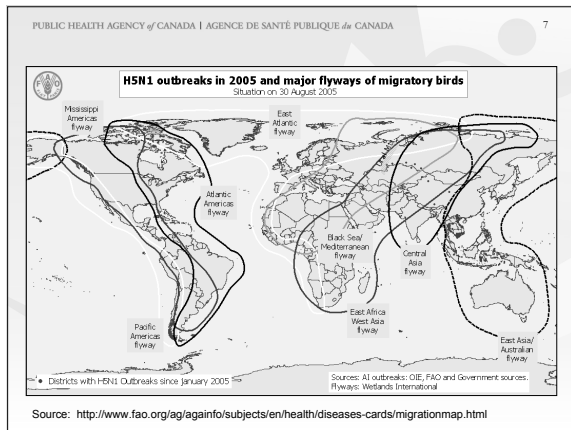 PUBLIC HEALTH AGENCY of CANADA | AGENCE DE SANTÉ PUBLIQUE du CANADA
7
H5N1 outbreaks in 2005 and major flyways of migratory birds
Situation on 30 August 2005
Mississippi
Americas
flyway
East
Atlantic
flyway
Atlantic
Americas
flyway
Black Sea/
Mediterranean
flyway
Central
Asia
flyway
East Africa
West Asia
flyway
Pacific
Americas
flyway
East Asia/
Australian
flyway
Districts with H5N1 Outbreaks since January 2005
Sources: AI outbreaks: OIE, FAO and Government sources.
Flyways: Wetlands International
Source: http://www.fao.org/ag/againfo/subjects/en/health/diseases-cards/migrationmap.html